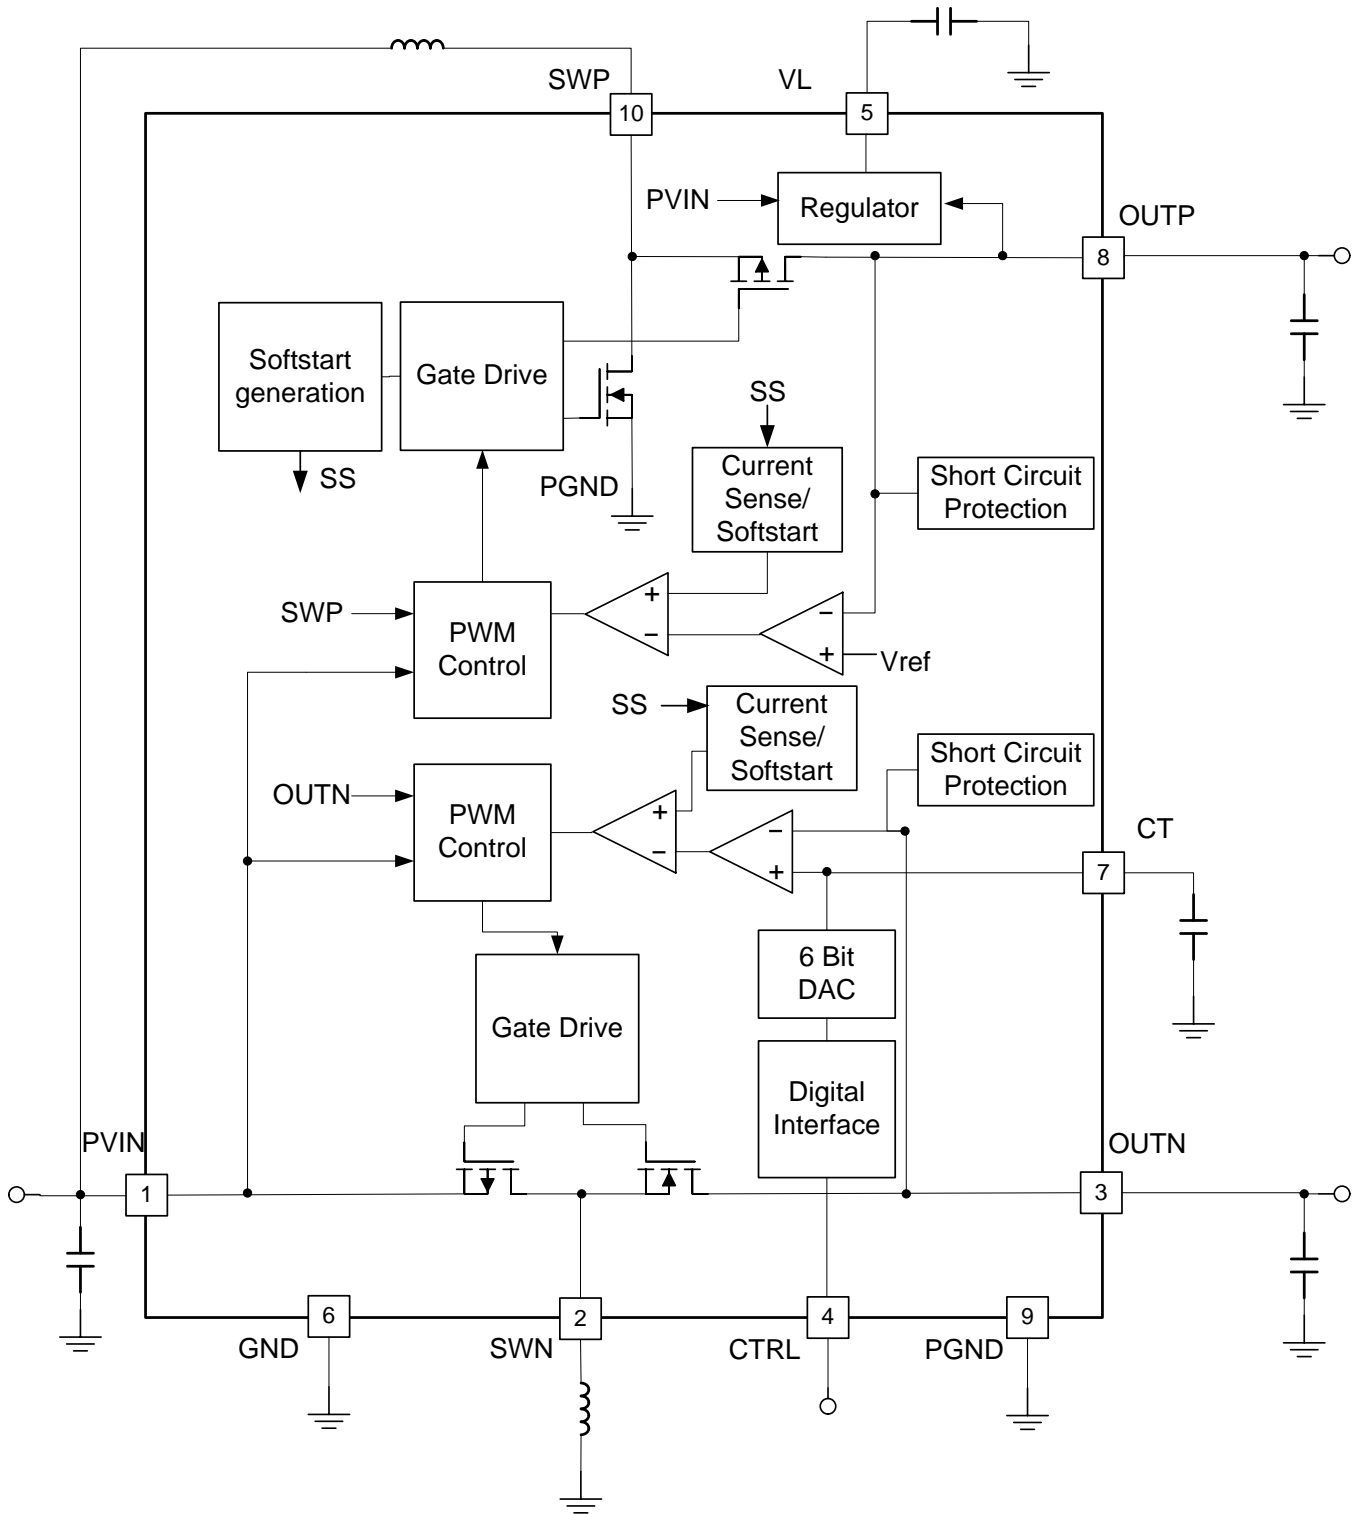 SWP
VL
10
5
PVIN
Regulator
OUTP
8
Softstart
generation
Gate Drive
SS
SS
PGND
Current
Sense/
Softstart
Short Circuit
Protection
SWP
PWM
Control
+
−
−
+
Vref
SS
Current
Sense/
Softstart
Short Circuit
Protection
OUTN
PWM
Control
+
−
−
+
CT
7
6 Bit
DAC
Gate Drive
Digital
Interface
PVIN
1
OUTN
3
6
2
4
9
GND
SWN
CTRL
PGND